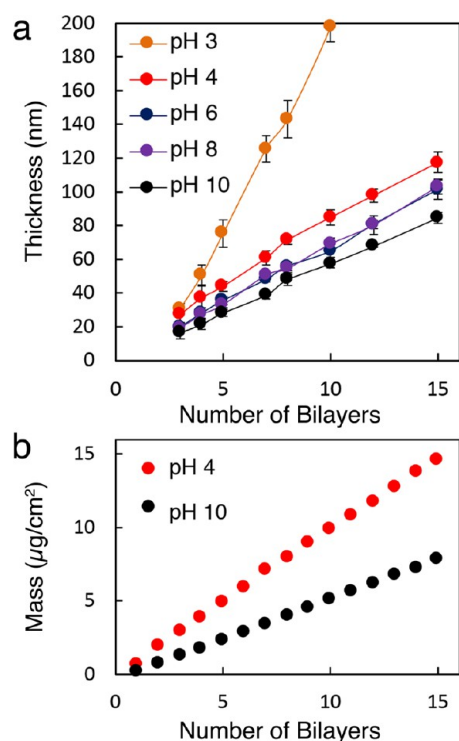 a
200
180
160
140
120
100
80
60
40
20
0
Thickness (nm)
pH 3
pH 4
pH 6
pH 8
pH 10
0
5
10
15
Number of Bilayers
b
15
10
5
0
Mass (µg/cm²)
pH 4
pH 10
0
5
10
15
Number of Bilayers